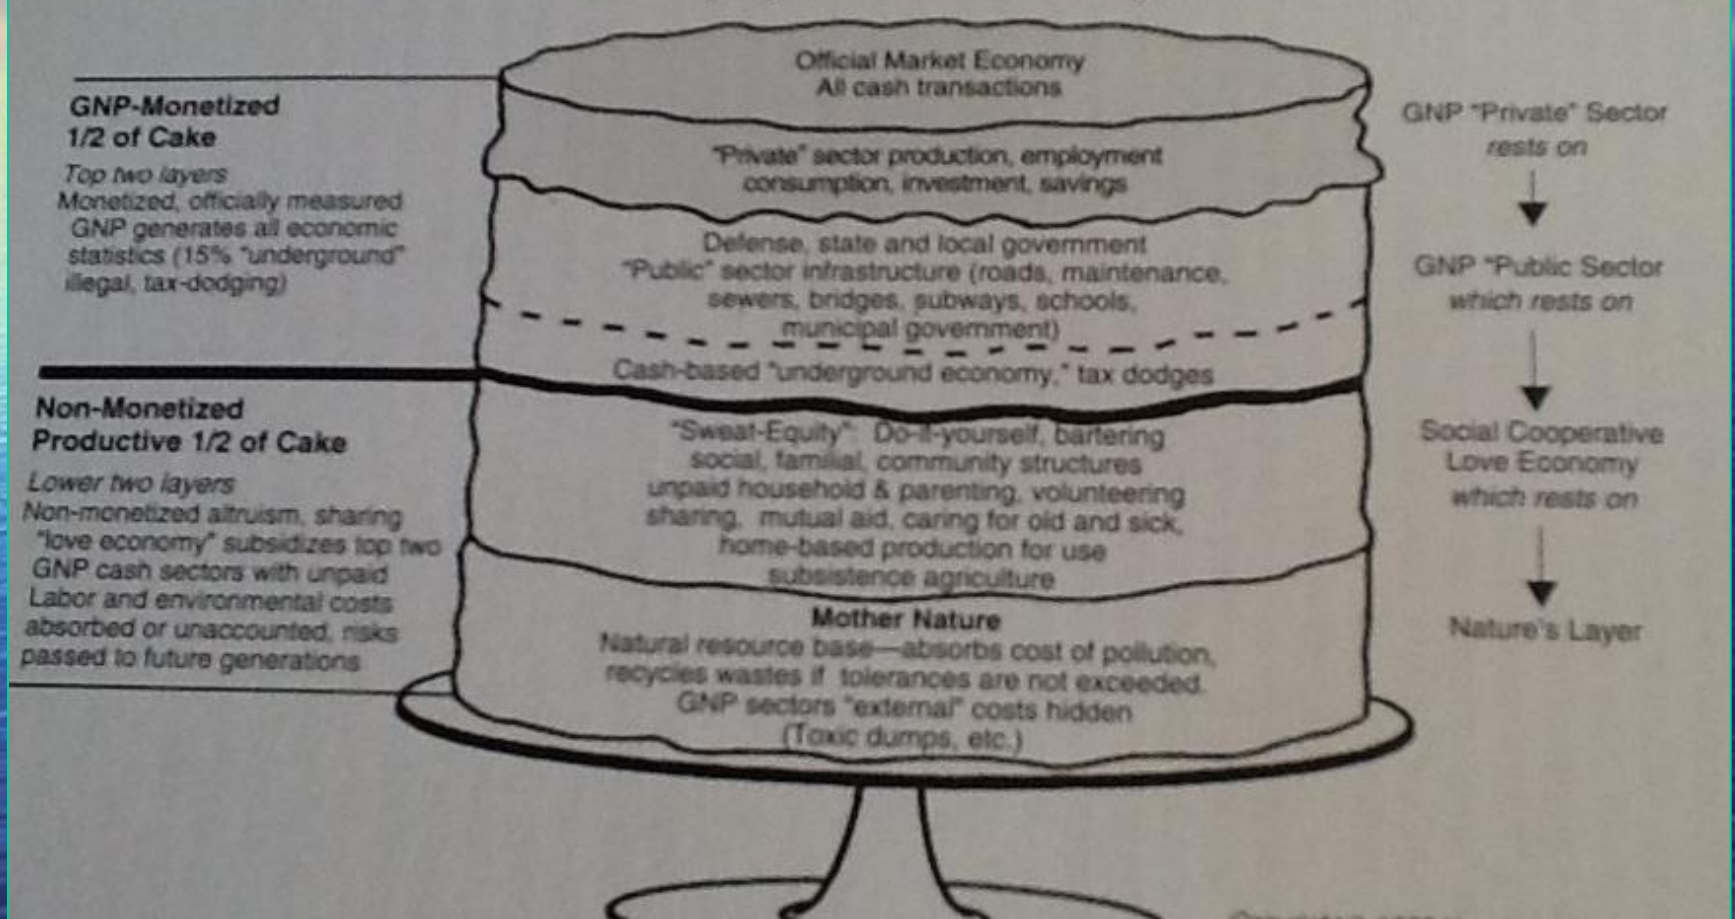 Official Market Economy
All cash transactions
"Private" sector production, employment
consumption, investment, savings
Defense, state and local government
"Public" sector infrastructure (roads, maintenance,
sewers, bridges, subways, schools,
municipal government)
Cash-based "underground economy," tax dodges
"Sweat-Equity": Do-it-yourself, bartering
social, familial, community structures
unpaid household & parenting, volunteering
sharing, mutual aid, caring for old and sick,
home-based production for use
subsistence agriculture
Mother Nature
Natural resource base—absorbs cost of pollution,
recycles wastes if tolerances are not exceeded.
GNP sectors "external" costs hidden
(Toxic dumps, etc.)
GNP-Monetized
1/2 of Cake
Top two layers
Monetized, officially measured
GNP generates all economic
statistics (15% "underground"
illegal, tax-dodging)
Non-Monetized
Productive 1/2 of Cake
Lower two layers
Non-monetized altruism, sharing
"love economy" subsidizes top two
GNP cash sectors with unpaid
Labor and environmental costs
absorbed or unaccounted, risks
passed to future generations
GNP "Private" Sector
rests on
GNP "Public Sector
which rests on
Social Cooperative
Love Economy
which rests on
Nature's Layer